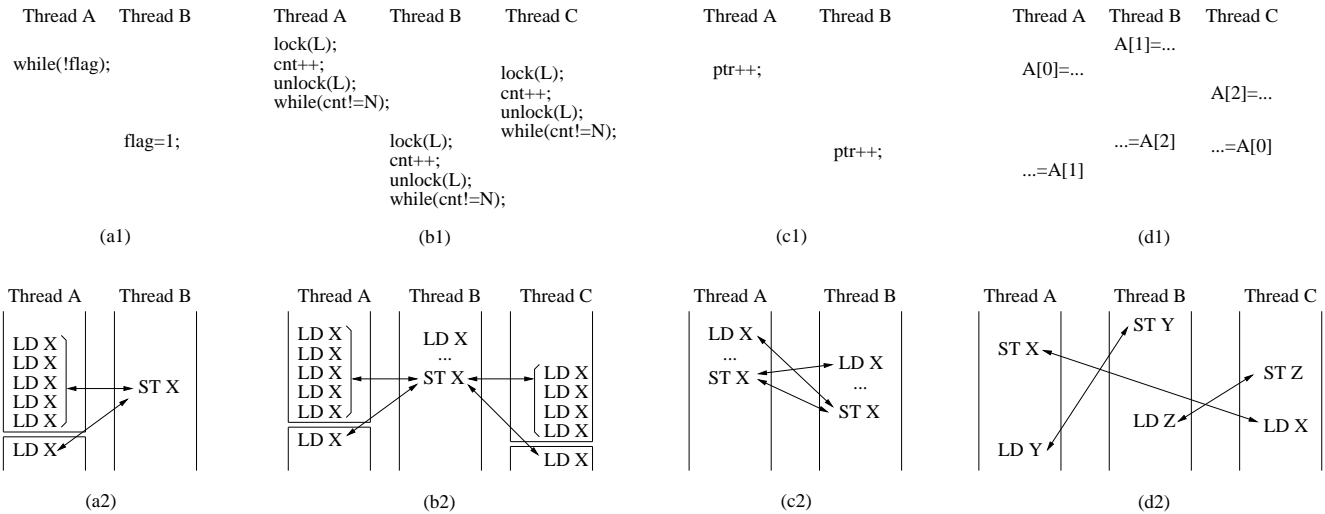 Thread A Thread B
while(!flag);
flag=1;
(a1)
Thread A Thread B Thread C
lock(L);
cnt++;
unlock(L);
while(cnt!=N);
lock(L);
cnt++;
unlock(L);
while(cnt!=N);
lock(L);
cnt++;
unlock(L);
while(cnt!=N);
(b1)
Thread A Thread B
ptr++;
ptr++;
(c1)
Thread A Thread B Thread C
A[1]=...
A[0]=...
A[2]=...
...=A[2] ...=A[0]
...=A[1]
(d1)
Thread A Thread B
LD X
LD X
LD X
LD X
LD X
LD X
ST X
(a2)
Thread A Thread B Thread C
LD X
LD X
LD X
LD X
LD X
LD X
LD X
...
ST X
LD X
LD X
LD X
LD X
LD X
(b2)
Thread A Thread B
LD X
...
ST X
LD X
...
ST X
(c2)
Thread A Thread B Thread C
ST X
LD Y
ST Y
LD Z
ST Z
LD X
(d2)